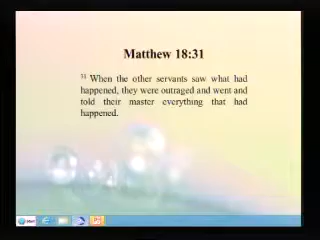 Matthew 18:31
31 When the other servants saw what had
happened, they were outraged and went and
told their master everything that had
happened.
start